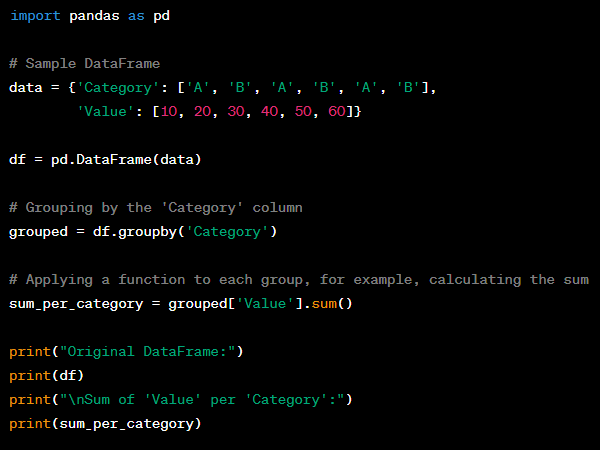 import pandas as pd
# Sample DataFrame
data = {'Category': ['A', 'B', 'A', 'B', 'A', 'B'],
        'Value': [10, 20, 30, 40, 50, 60]}
df = pd.DataFrame(data)
# Grouping by the 'Category' column
grouped = df.groupby('Category')
# Applying a function to each group, for example, calculating the sum
sum_per_category = grouped['Value'].sum()
print("Original DataFrame:")
print(df)
print("\nSum of 'Value' per 'Category':")
print(sum_per_category)